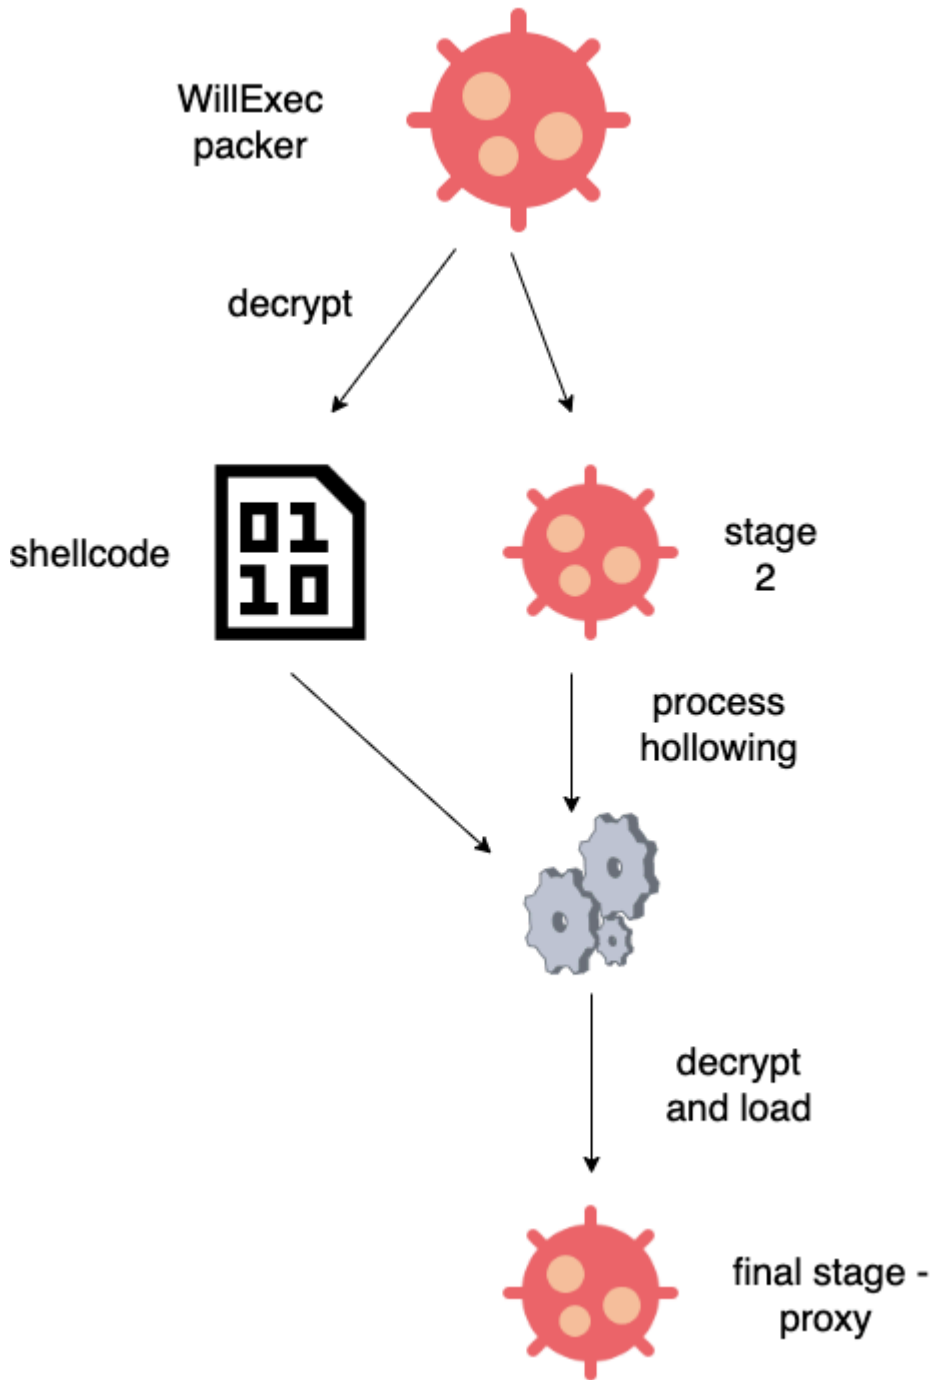 WillExec
packer
decrypt
shellcode
01
10
stage
2
process
hollowing
decrypt
and load
final stage -
proxy